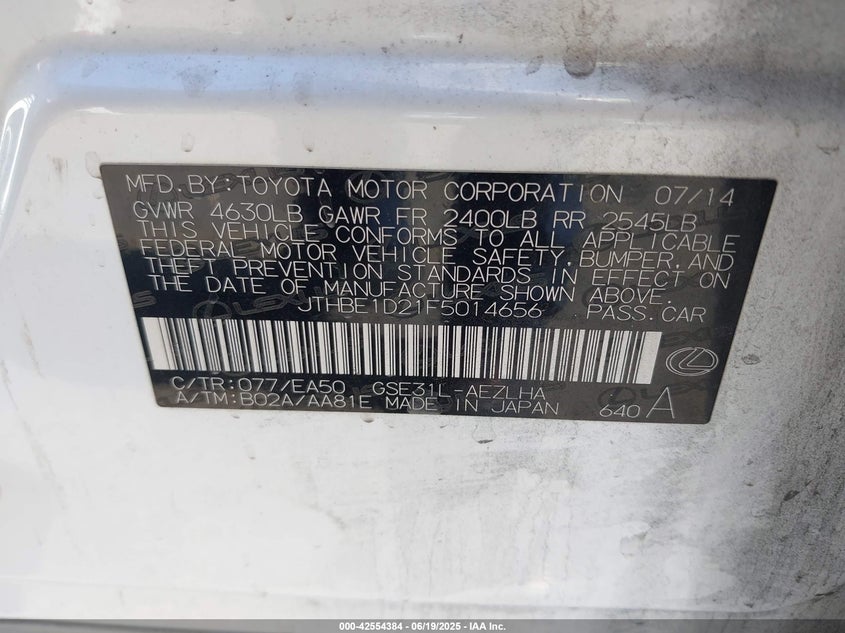 MFD.BY:TOYOTA MOTOR CORPORATION 07/14
GVWR 4630LB GAWR FR 2400LB RR 2545LB
THIS VEHICLE CONFORMS TO ALL APPLICABLE
FEDERAL MOTOR VEHICLE SAFETY,BUMPER,AND
THEFT PREVENTION STANDARDS IN EFFECT ON
THE DATE OF MANUFACTURE SHOWN ABOVE.
JTHBE1D21F5014656 PASS.CAR
C/TR:077/EA50 GSE31L-AEZLHA
A/TM:B02A/AA81E MADE IN JAPAN 640 A
000-42554384 - 06/19/2025 - IAA Inc.